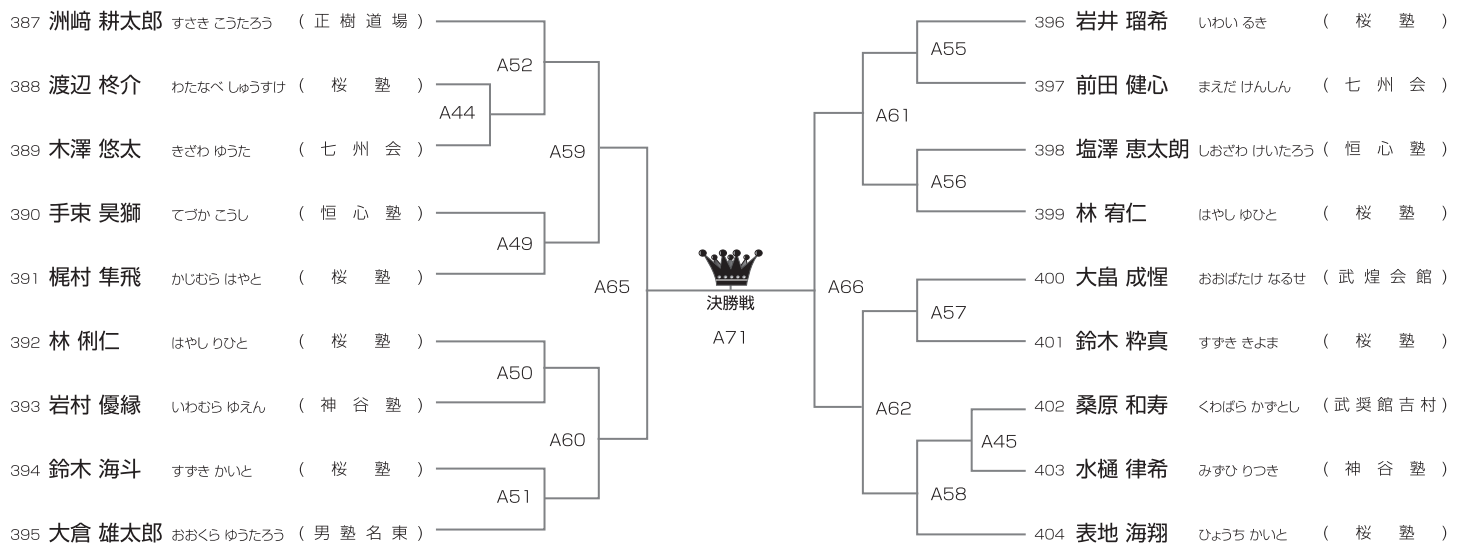 387 洲﨑 耕太郎 すさき こうたろう ( 正 樹 道 場 )
388 渡辺 柊介 わたなべ しゅうすけ ( 桜 塾 )
389 木澤 悠太 きざわ ゆうた ( 七 州 会 )
390 手束 昊獅 てづか こうし ( 恒 心 塾 )
391 梶村 隼飛 かじむら はやと ( 桜 塾 )
392 林 俐仁 はやし りひと ( 桜 塾 )
393 岩村 優縁 いわむら ゆえん ( 神 谷 塾 )
394 鈴木 海斗 すずき かいと ( 桜 塾 )
395 大倉 雄太郎 おおくら ゆうたろう ( 男 塾 名 東 )
A52
A44
A59
A49
A65
A50
A60
A51
決勝戦
A71
A55
A61
A56
A66
A57
A62
A45
A58
396 岩井 瑠希 いわい るき ( 桜 塾 )
397 前田 健心 まえだ けんしん ( 七 州 会 )
398 塩澤 恵太朗 しおざわ けいたろう ( 恒 心 塾 )
399 林 宥仁 はやし ゆひと ( 桜 塾 )
400 大畠 成惺 おおばたけ なるせ ( 武 煌 会 館 )
401 鈴木 粋真 すずき きよま ( 桜 塾 )
402 桑原 和寿 くわばら かずとし ( 武 奨 館 吉 村 )
403 水樋 律希 みずひ りつき ( 神 谷 塾 )
404 表地 海翔 ひょうち かいと ( 桜 塾 )